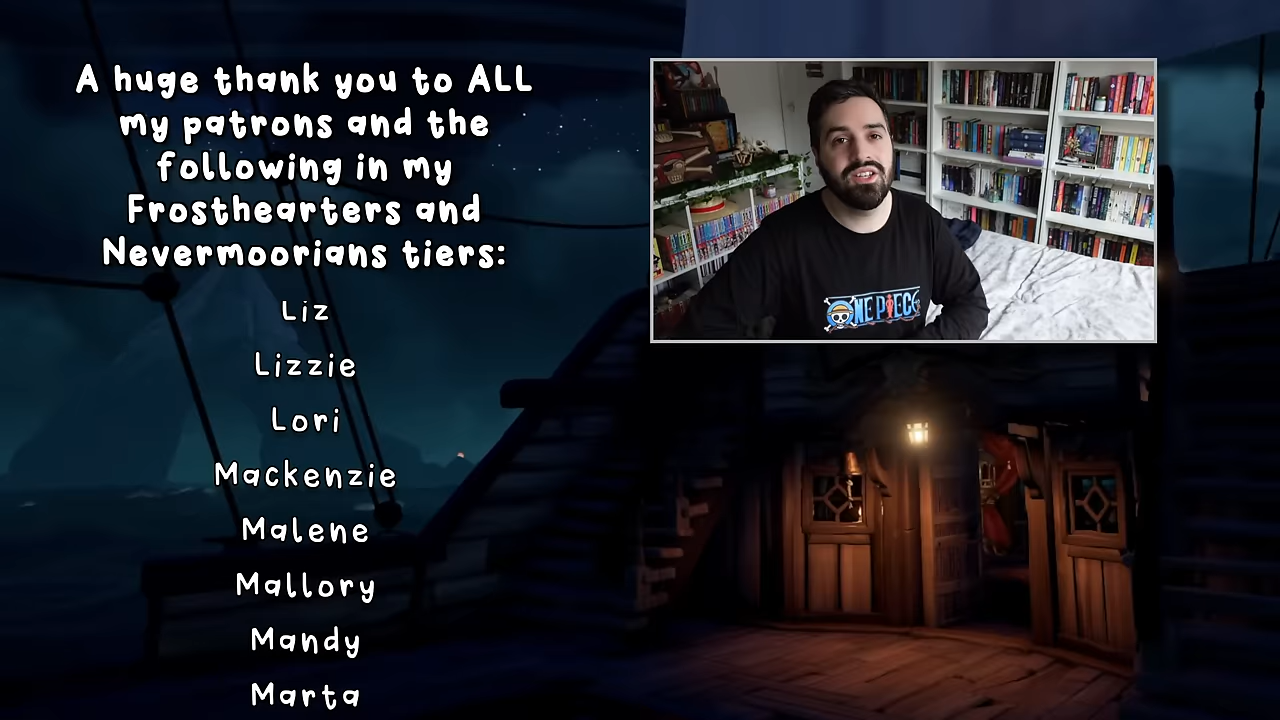 A huge thank you to ALL
my patrons and the
following in my
Frosthearters and
Nevermoorians tiers:
Liz
Lizzie
Lori
Mackenzie
Malene
Mallory
Mandy
Marta
ONE PIECE